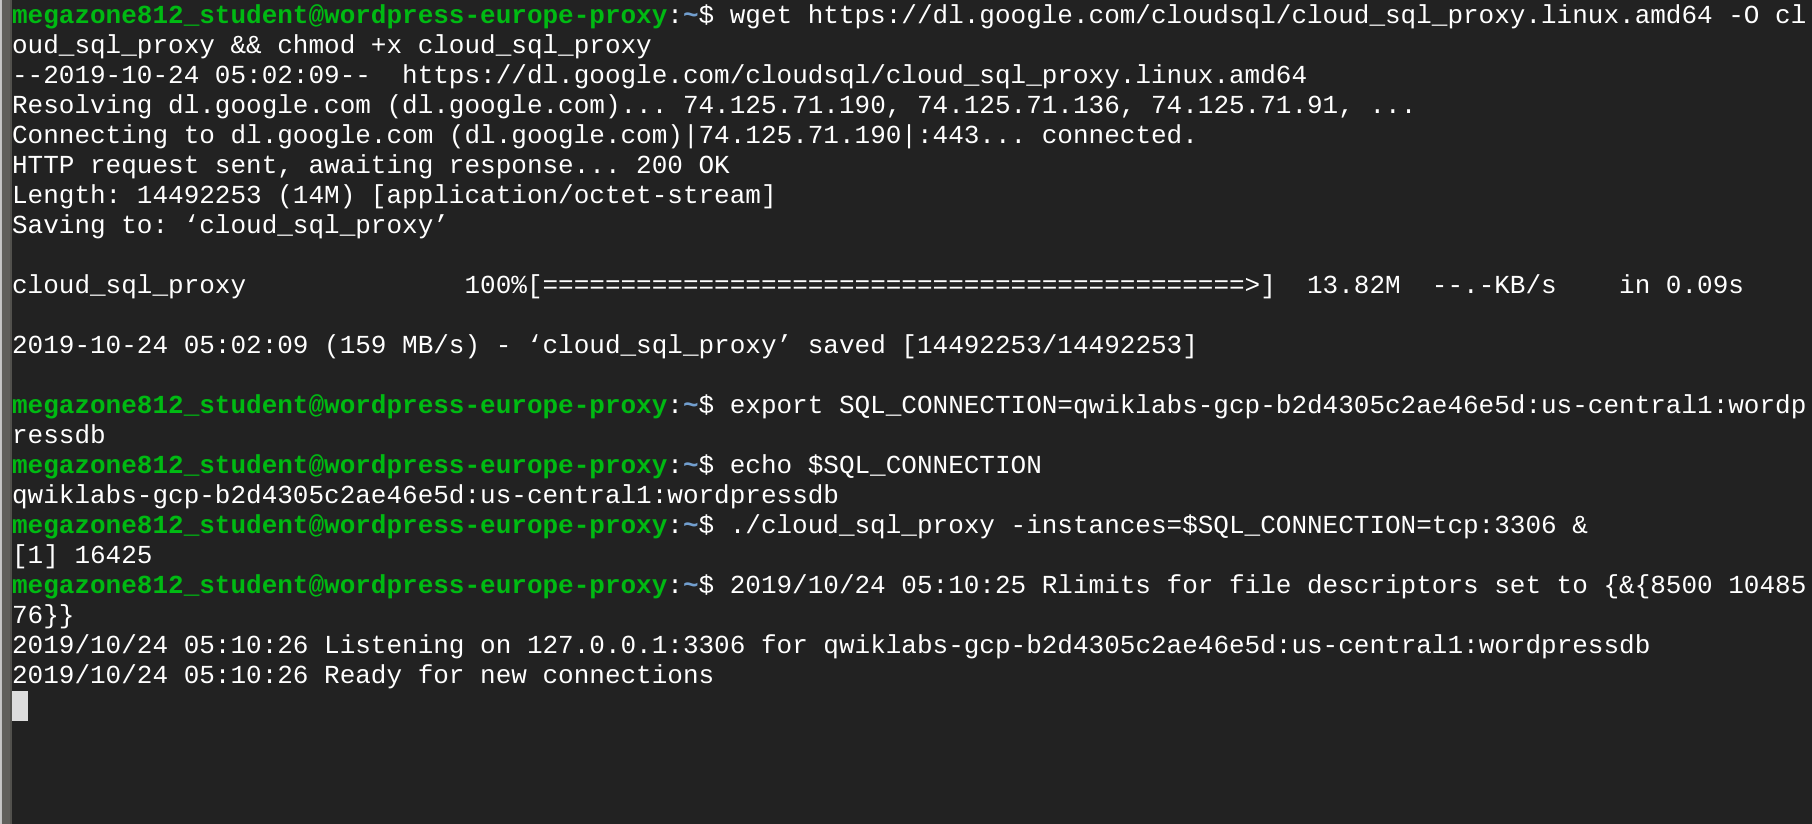 megazone812_student@wordpress-europe-proxy:~$ wget https://dl.google.com/cloudsql/cloud_sql_proxy.linux.amd64 -O cl
oud_sql_proxy && chmod +x cloud_sql_proxy
--2019-10-24 05:02:09--  https://dl.google.com/cloudsql/cloud_sql_proxy.linux.amd64
Resolving dl.google.com (dl.google.com)... 74.125.71.190, 74.125.71.136, 74.125.71.91, ...
Connecting to dl.google.com (dl.google.com)|74.125.71.190|:443... connected.
HTTP request sent, awaiting response... 200 OK
Length: 14492253 (14M) [application/octet-stream]
Saving to: ‘cloud_sql_proxy’
cloud_sql_proxy              100%[=============================================>]  13.82M  --.-KB/s    in 0.09s
2019-10-24 05:02:09 (159 MB/s) - ‘cloud_sql_proxy’ saved [14492253/14492253]
megazone812_student@wordpress-europe-proxy:~$ export SQL_CONNECTION=qwiklabs-gcp-b2d4305c2ae46e5d:us-central1:wordp
ressdb
megazone812_student@wordpress-europe-proxy:~$ echo $SQL_CONNECTION
qwiklabs-gcp-b2d4305c2ae46e5d:us-central1:wordpressdb
megazone812_student@wordpress-europe-proxy:~$ ./cloud_sql_proxy -instances=$SQL_CONNECTION=tcp:3306 &
[1] 16425
megazone812_student@wordpress-europe-proxy:~$ 2019/10/24 05:10:25 Rlimits for file descriptors set to {&{8500 10485
76}}
2019/10/24 05:10:26 Listening on 127.0.0.1:3306 for qwiklabs-gcp-b2d4305c2ae46e5d:us-central1:wordpressdb
2019/10/24 05:10:26 Ready for new connections